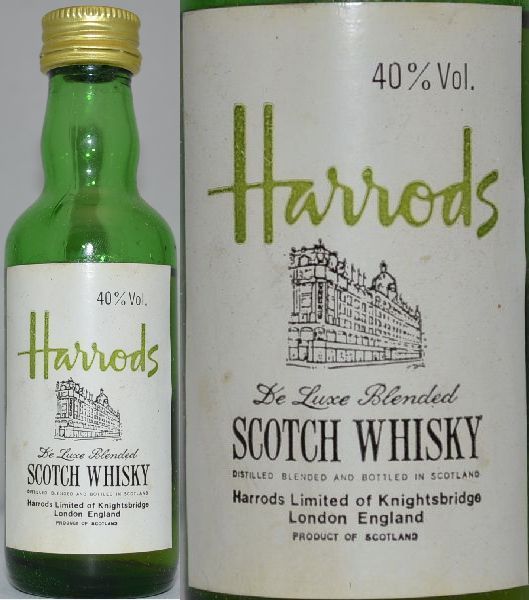 40% Vol.
Harrods
De Luxe Blended
SCOTCH WHISKY
DISTILLED BLENDED AND BOTTLED IN SCOTLAND
Harrods Limited of Knightsbridge
London England
PRODUCT OF SCOTLAND
40% Vol.
Harrods
De Luxe Blended
SCOTCH WHISKY
DISTILLED BLENDED AND BOTTLED IN SCOTLAND
Harrods Limited of Knightsbridge
London England
PRODUCT OF SCOTLAND